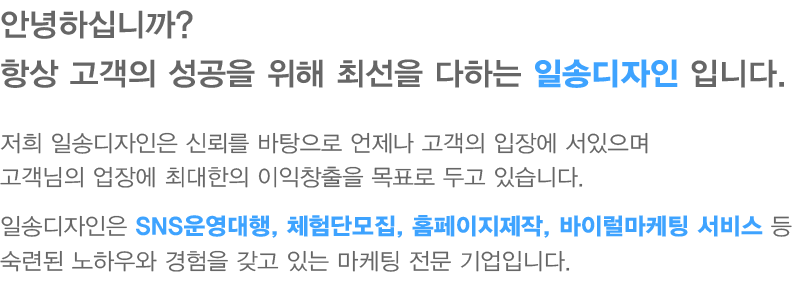 안녕하십니까?
항상 고객의 성공을 위해 최선을 다하는 일송디자인 입니다.
저희 일송디자인은 신뢰를 바탕으로 언제나 고객의 입장에 서있으며
고객님의 업장에 최대한의 이익창출을 목표로 두고 있습니다.
일송디자인은 SNS운영대행, 체험단모집, 홈페이지제작, 바이럴마케팅 서비스 등
숙련된 노하우와 경험을 갖고 있는 마케팅 전문 기업입니다.